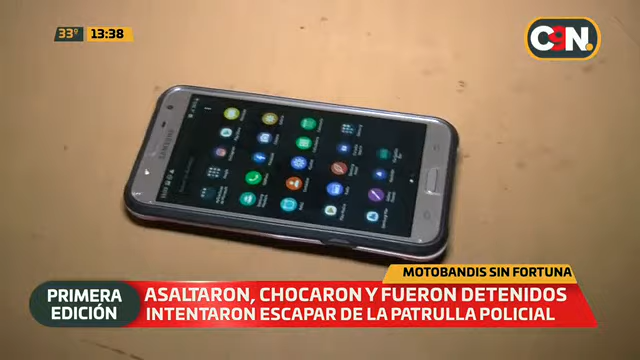 33º 13:38
C9N.
SAMSUNG
MOTOBANDIS SIN FORTUNA
PRIMERA
EDICIÓN
ASALTARON, CHOCARON Y FUERON DETENIDOS
INTENTARON ESCAPAR DE LA PATRULLA POLICIAL